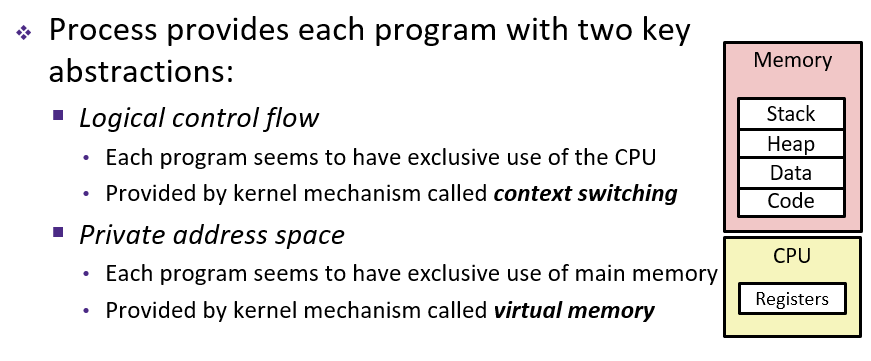 ❖ Process provides each program with two key
abstractions:
▪ Logical control flow
• Each program seems to have exclusive use of the CPU
• Provided by kernel mechanism called context switching
▪ Private address space
• Each program seems to have exclusive use of main memory
• Provided by kernel mechanism called virtual memory
Memory
Stack
Heap
Data
Code
CPU
Registers